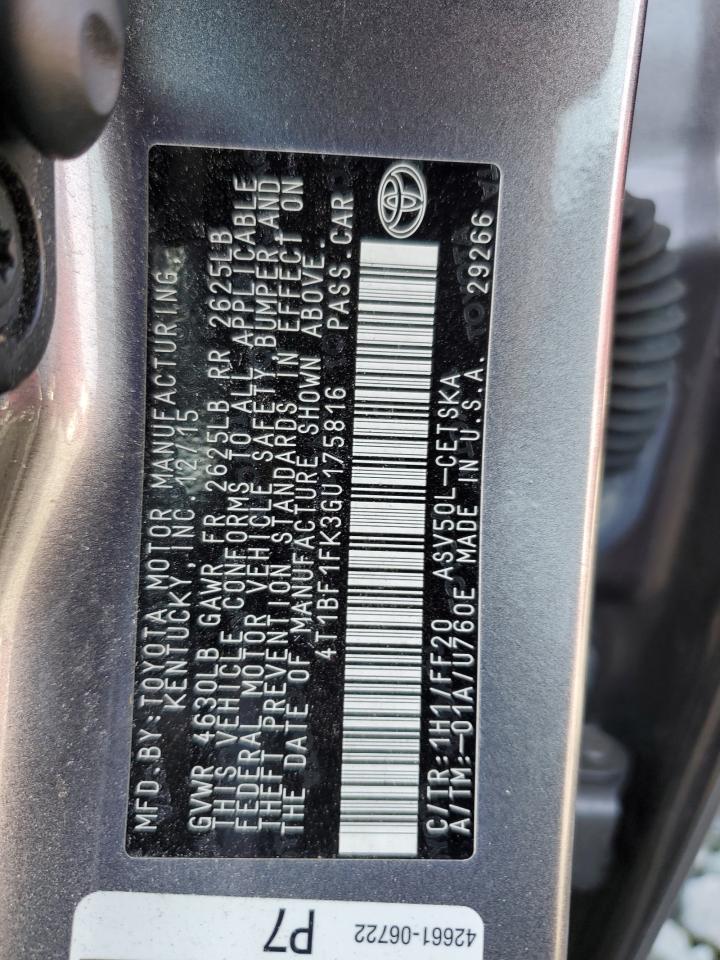 MFD. BY: TOYOTA MOTOR MANUFACTURING,
KENTUCKY, INC 12/15
GVWR 4630LB GAWR FR 2625LB RR 2625LB
THIS VEHICLE CONFORMS TO ALL APPLICABLE
FEDERAL MOTOR VEHICLE SAFETY, BUMPER, AND
THEFT PREVENTION STANDARDS IN EFFECT ON
THE DATE OF MANUFACTURE SHOWN ABOVE.
4T1BF1FK3GU175816 PASS. CAR
C/TR: 1H1/FF20 ASV50L-CETSKA
A/TM: -01A/U760E MADE IN U.S.A. 29266
P7
42661-06722